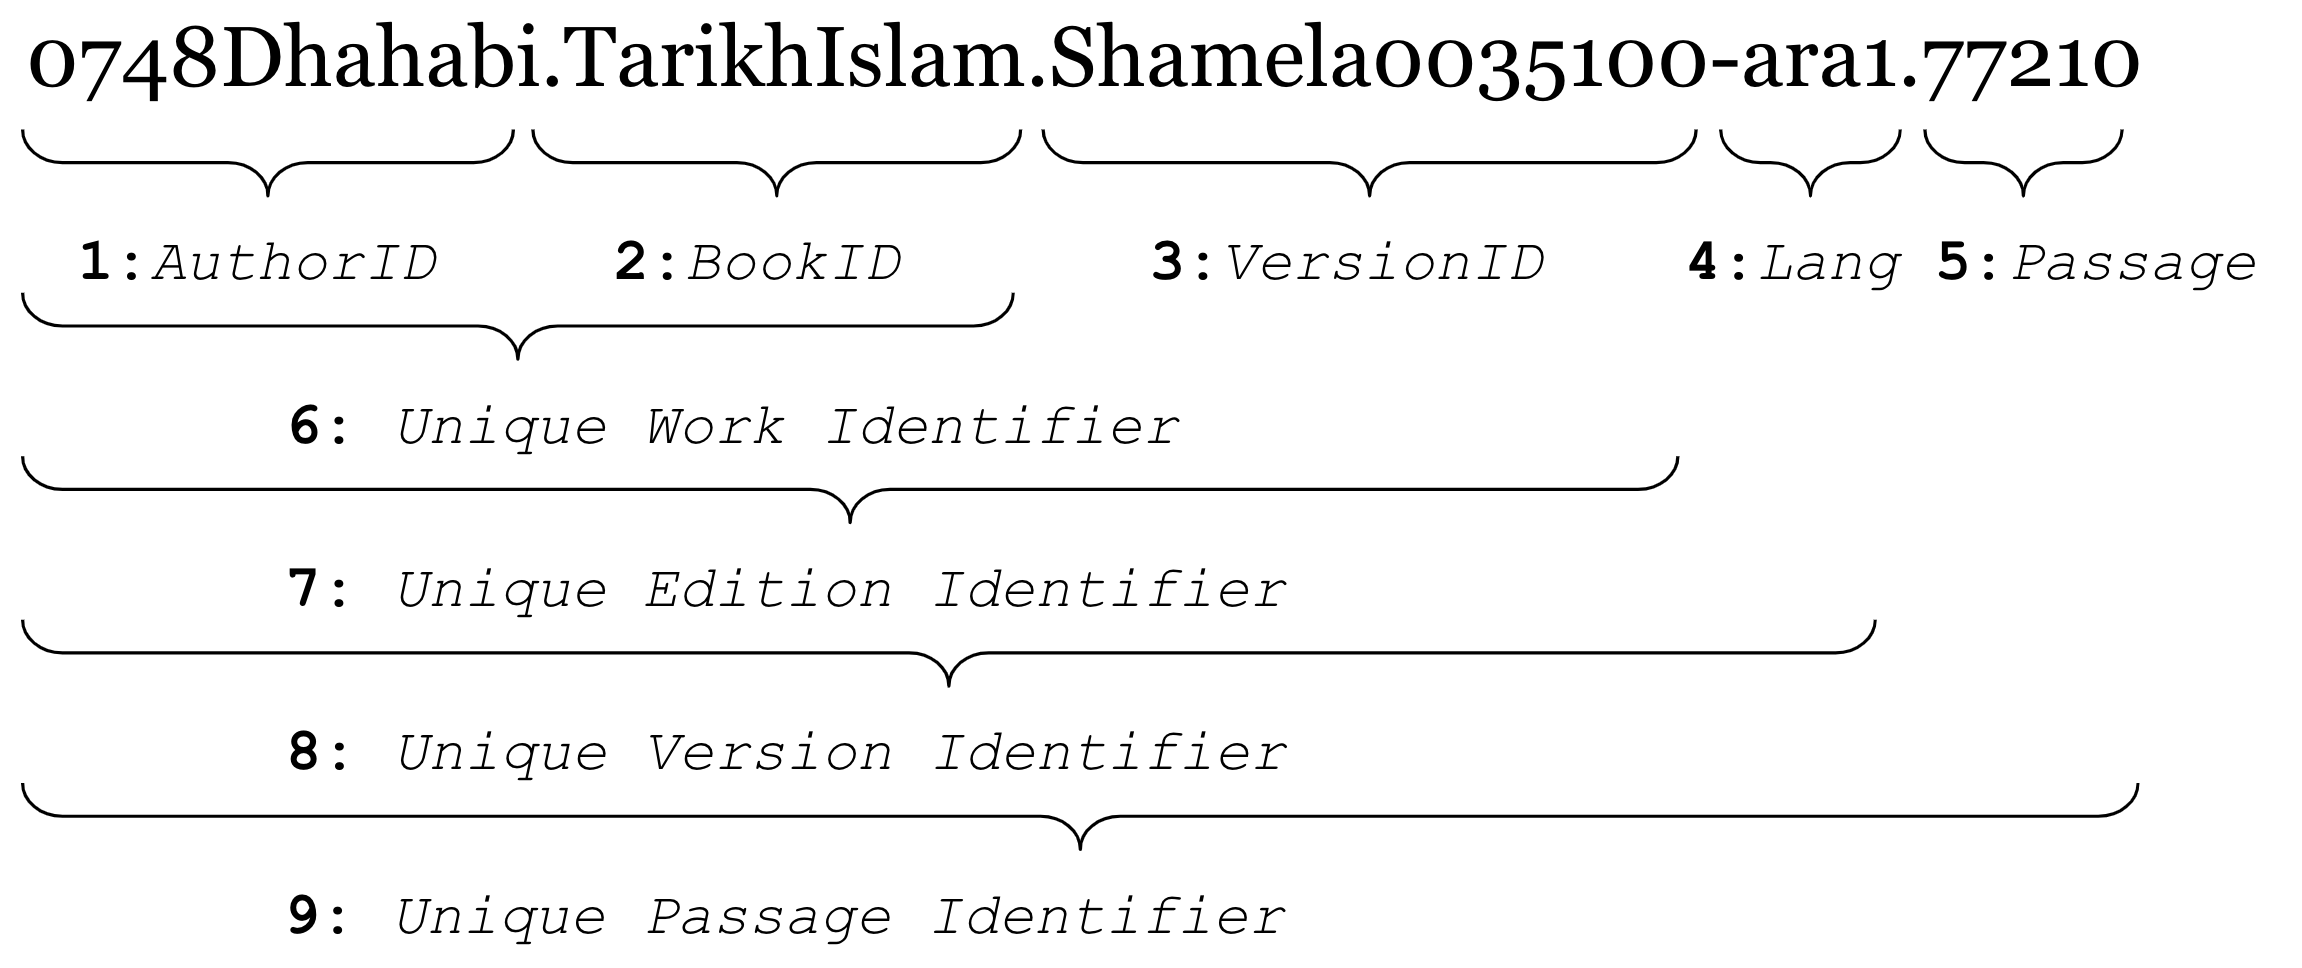 0748Dhahabi.TarikhIslam.Shamela0035100-ara1.77210
1:AuthorID 2:BookID 3:VersionID 4:Lang 5:Passage
6: Unique Work Identifier
7: Unique Edition Identifier
8: Unique Version Identifier
9: Unique Passage Identifier